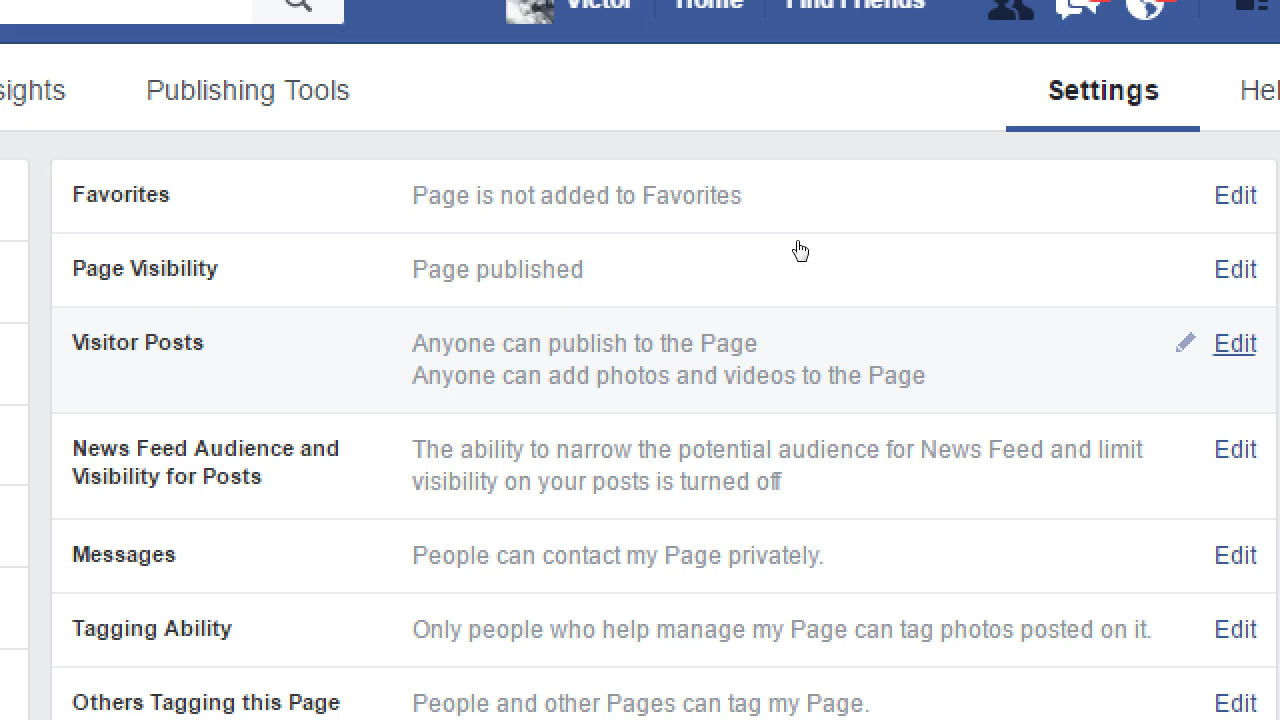 Victor Home Find Friends
sights Publishing Tools Settings Hel
Favorites Page is not added to Favorites Edit
Page Visibility Page published Edit
Visitor Posts Anyone can publish to the Page Edit
Anyone can add photos and videos to the Page
News Feed Audience and The ability to narrow the potential audience for News Feed and limit Edit
Visibility for Posts visibility on your posts is turned off
Messages People can contact my Page privately. Edit
Tagging Ability Only people who help manage my Page can tag photos posted on it. Edit
Others Tagging this Page People and other Pages can tag my Page. Edit